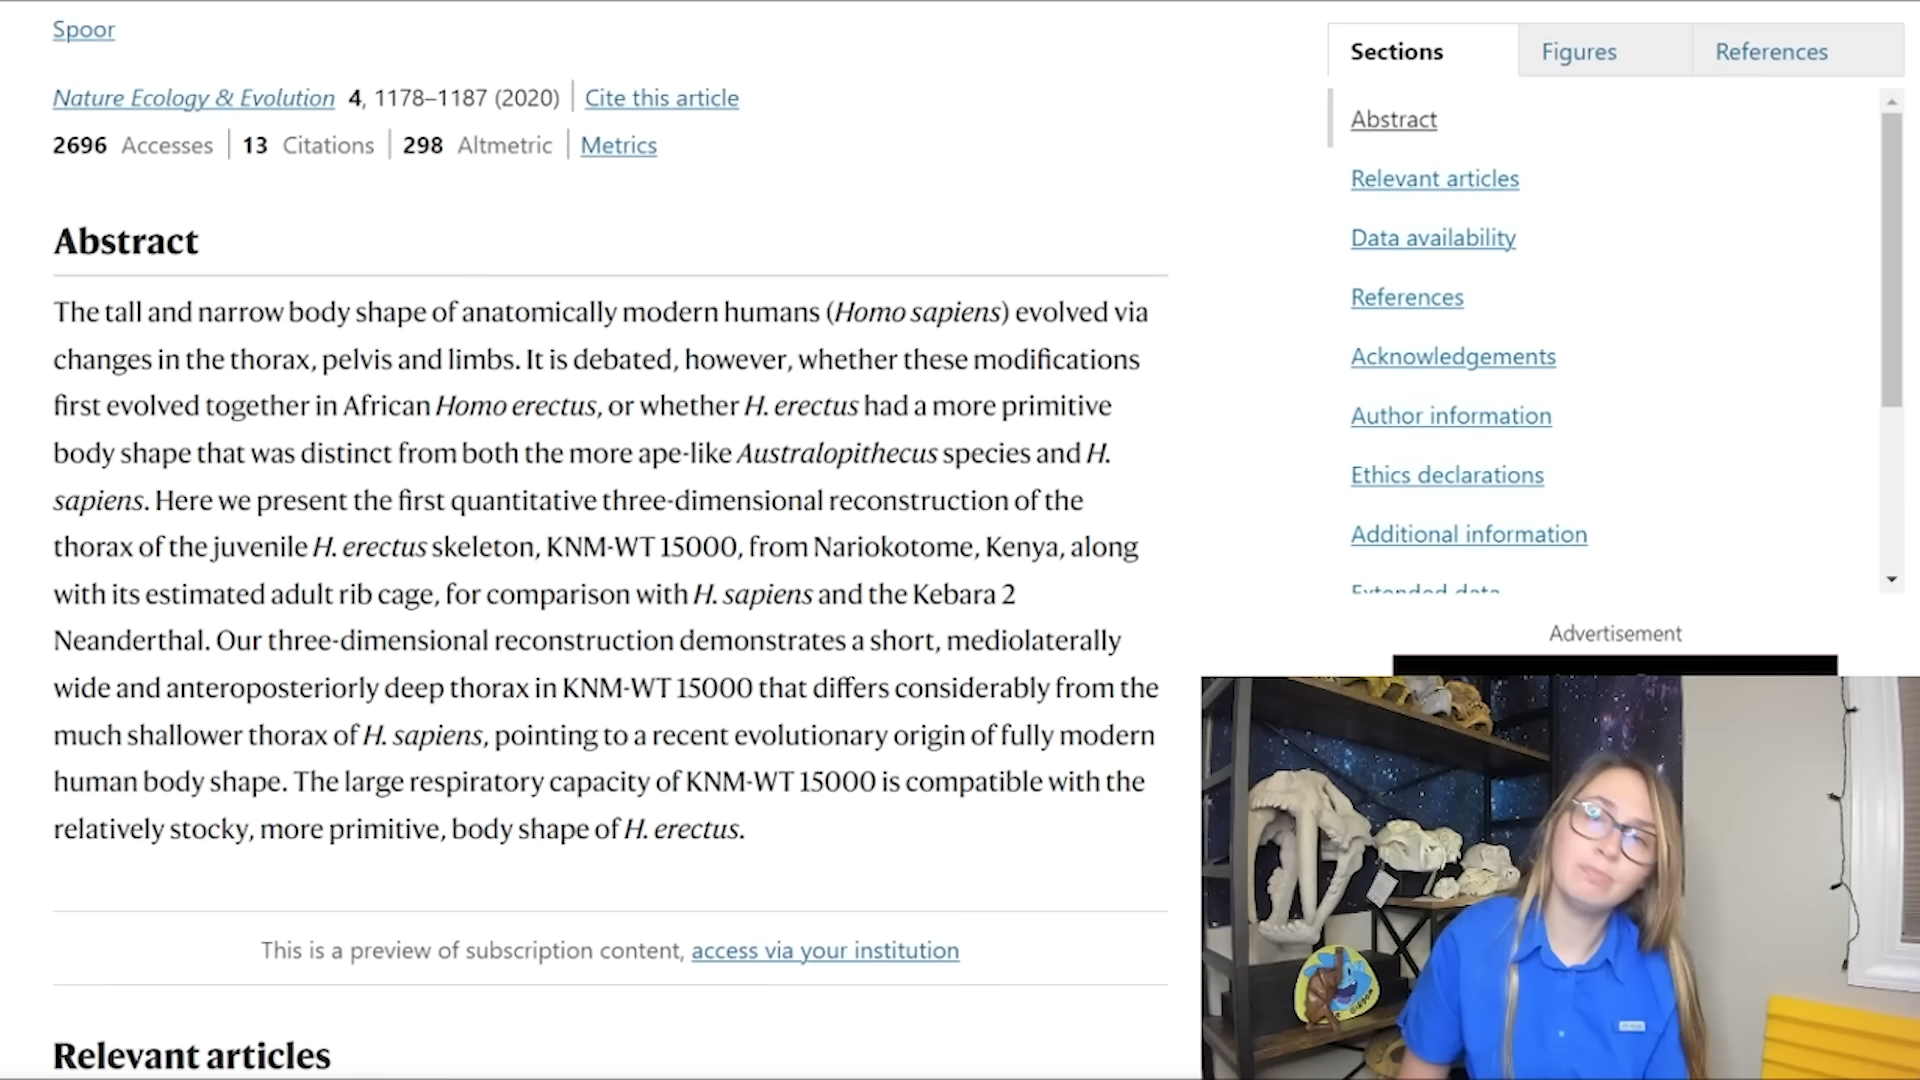 Spoor
Nature Ecology & Evolution 4, 1178–1187 (2020) Cite this article
2696 Accesses 13 Citations 298 Altmetric Metrics
Abstract
The tall and narrow body shape of anatomically modern humans (Homo sapiens) evolved via
changes in the thorax, pelvis and limbs. It is debated, however, whether these modifications
first evolved together in African Homo erectus, or whether H. erectus had a more primitive
body shape that was distinct from both the more ape-like Australopithecus species and H.
sapiens. Here we present the first quantitative three-dimensional reconstruction of the
thorax of the juvenile H. erectus skeleton, KNM-WT 15000, from Nariokotome, Kenya, along
with its estimated adult rib cage, for comparison with H. sapiens and the Kebara 2
Neanderthal. Our three-dimensional reconstruction demonstrates a short, mediolaterally
wide and anteroposteriorly deep thorax in KNM-WT 15000 that differs considerably from the
much shallower thorax of H. sapiens, pointing to a recent evolutionary origin of fully modern
human body shape. The large respiratory capacity of KNM-WT 15000 is compatible with the
relatively stocky, more primitive, body shape of H. erectus.
This is a preview of subscription content, access via your institution
Relevant articles
Sections Figures References
Abstract
Relevant articles
Data availability
References
Acknowledgements
Author information
Ethics declarations
Additional information
Extended data
Advertisement